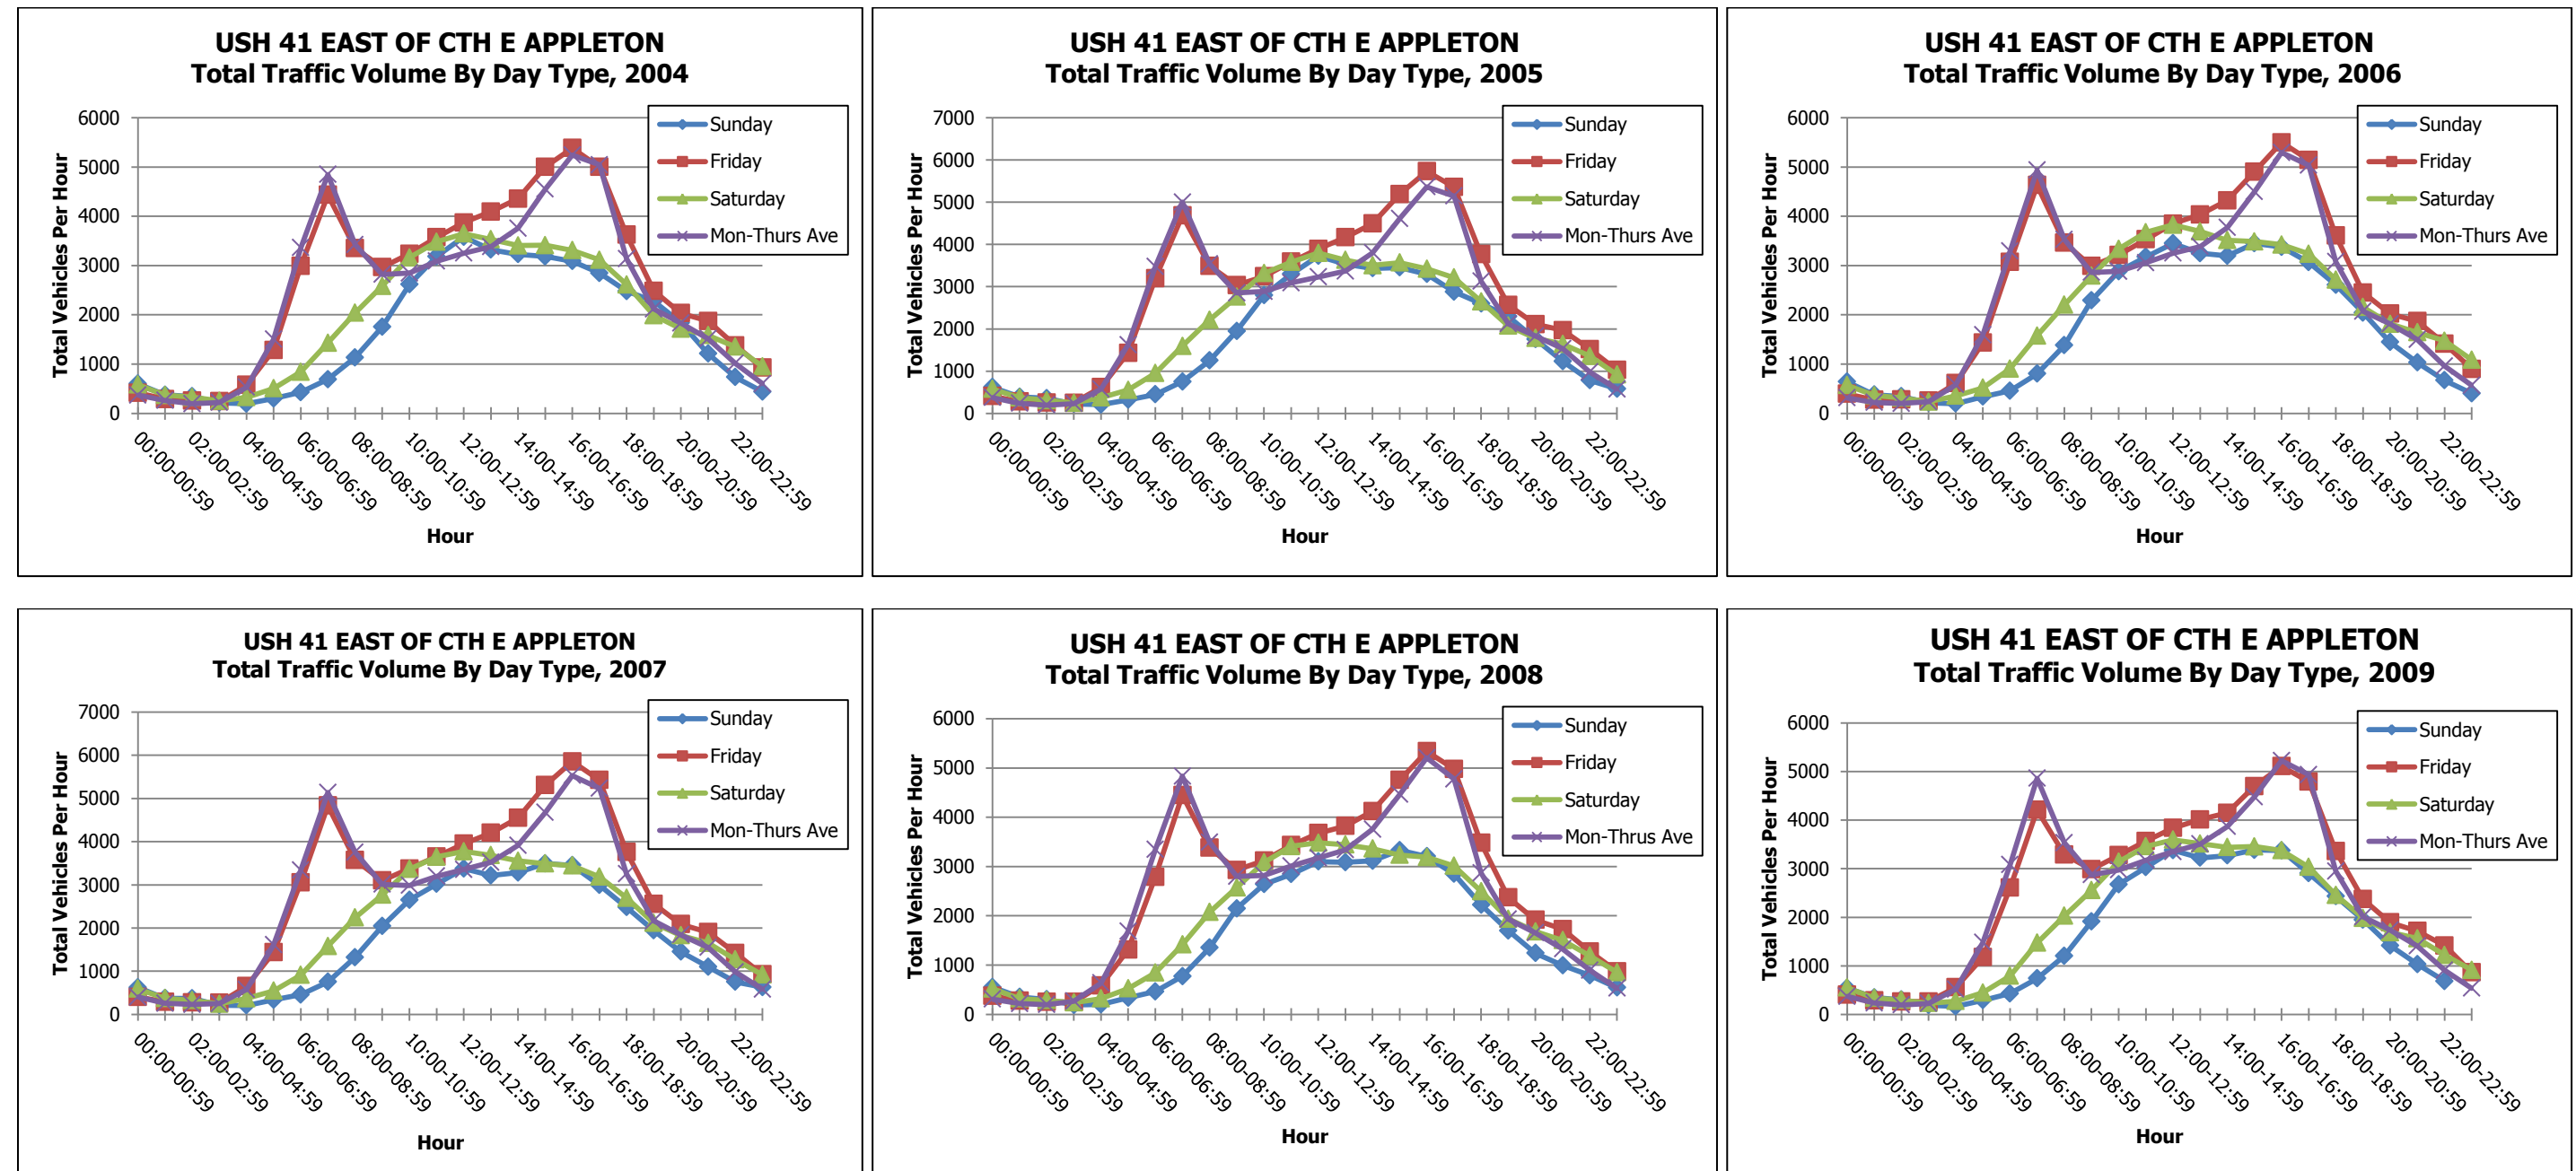 USH 41 EAST OF CTH E APPLETON
Total Traffic Volume By Day Type, 2004
Total Vehicles Per Hour
6000
5000
4000
3000
2000
1000
0
Sunday
Friday
Saturday
Mon-Thurs Ave
00:00-00:59
02:00-02:59
04:00-04:59
06:00-06:59
08:00-08:59
10:00-10:59
12:00-12:59
14:00-14:59
16:00-16:59
18:00-18:59
20:00-20:59
22:00-22:59
Hour
USH 41 EAST OF CTH E APPLETON
Total Traffic Volume By Day Type, 2005
Total Vehicles Per Hour
7000
6000
5000
4000
3000
2000
1000
0
Sunday
Friday
Saturday
Mon-Thurs Ave
00:00-00:59
02:00-02:59
04:00-04:59
06:00-06:59
08:00-08:59
10:00-10:59
12:00-12:59
14:00-14:59
16:00-16:59
18:00-18:59
20:00-20:59
22:00-22:59
Hour
USH 41 EAST OF CTH E APPLETON
Total Traffic Volume By Day Type, 2006
Total Vehicles Per Hour
6000
5000
4000
3000
2000
1000
0
Sunday
Friday
Saturday
Mon-Thurs Ave
00:00-00:59
02:00-02:59
04:00-04:59
06:00-06:59
08:00-08:59
10:00-10:59
12:00-12:59
14:00-14:59
16:00-16:59
18:00-18:59
20:00-20:59
22:00-22:59
Hour
USH 41 EAST OF CTH E APPLETON
Total Traffic Volume By Day Type, 2007
Total Vehicles Per Hour
7000
6000
5000
4000
3000
2000
1000
0
Sunday
Friday
Saturday
Mon-Thurs Ave
00:00-00:59
02:00-02:59
04:00-04:59
06:00-06:59
08:00-08:59
10:00-10:59
12:00-12:59
14:00-14:59
16:00-16:59
18:00-18:59
20:00-20:59
22:00-22:59
Hour
USH 41 EAST OF CTH E APPLETON
Total Traffic Volume By Day Type, 2008
Total Vehicles Per Hour
6000
5000
4000
3000
2000
1000
0
Sunday
Friday
Saturday
Mon-Thrus Ave
00:00-00:59
02:00-02:59
04:00-04:59
06:00-06:59
08:00-08:59
10:00-10:59
12:00-12:59
14:00-14:59
16:00-16:59
18:00-18:59
20:00-20:59
22:00-22:59
Hour
USH 41 EAST OF CTH E APPLETON
Total Traffic Volume By Day Type, 2009
Total Vehicles Per Hour
6000
5000
4000
3000
2000
1000
0
Sunday
Friday
Saturday
Mon-Thurs Ave
00:00-00:59
02:00-02:59
04:00-04:59
06:00-06:59
08:00-08:59
10:00-10:59
12:00-12:59
14:00-14:59
16:00-16:59
18:00-18:59
20:00-20:59
22:00-22:59
Hour